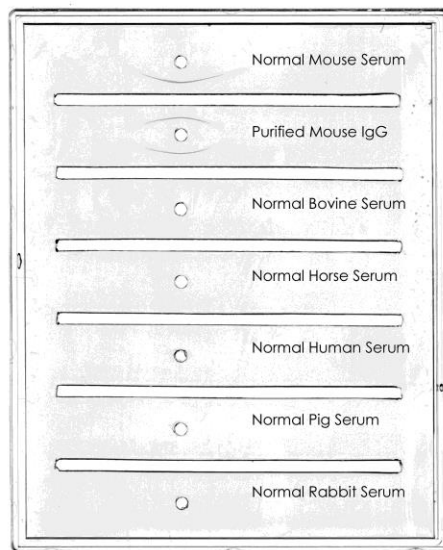 Normal Mouse Serum
Purified Mouse IgG
Normal Bovine Serum
Normal Horse Serum
Normal Human Serum
Normal Pig Serum
Normal Rabbit Serum